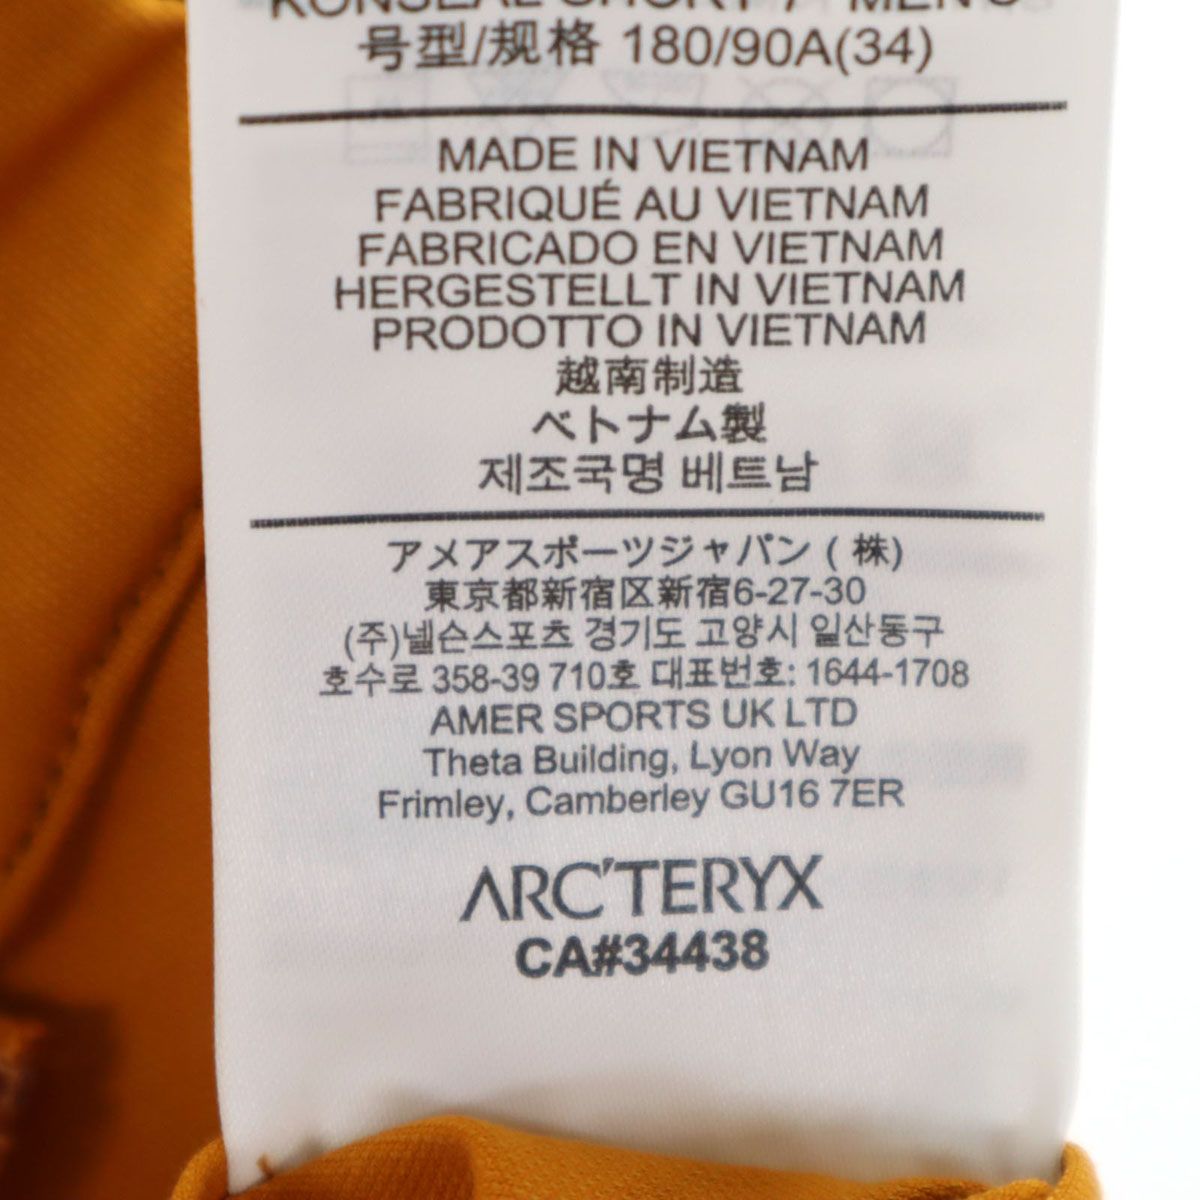 KONSEAL SHORT 7" MEN'S
号型/规格 180/90A(34)
MADE IN VIETNAM
FABRIQUÉ AU VIETNAM
FABRICADO EN VIETNAM
HERGESTELLT IN VIETNAM
PRODOTTO IN VIETNAM
越南制造
ベトナム製
제조국명 베트남
アメアスポーツジャパン ( 株)
東京都新宿区新宿6-27-30
(주)넬슨스포츠 경기도 고양시 일산동구
호수로 358-39 710호 대표번호: 1644-1708
AMER SPORTS UK LTD
Theta Building, Lyon Way
Frimley, Camberley GU16 7ER
ARC'TERYX
CA#34438